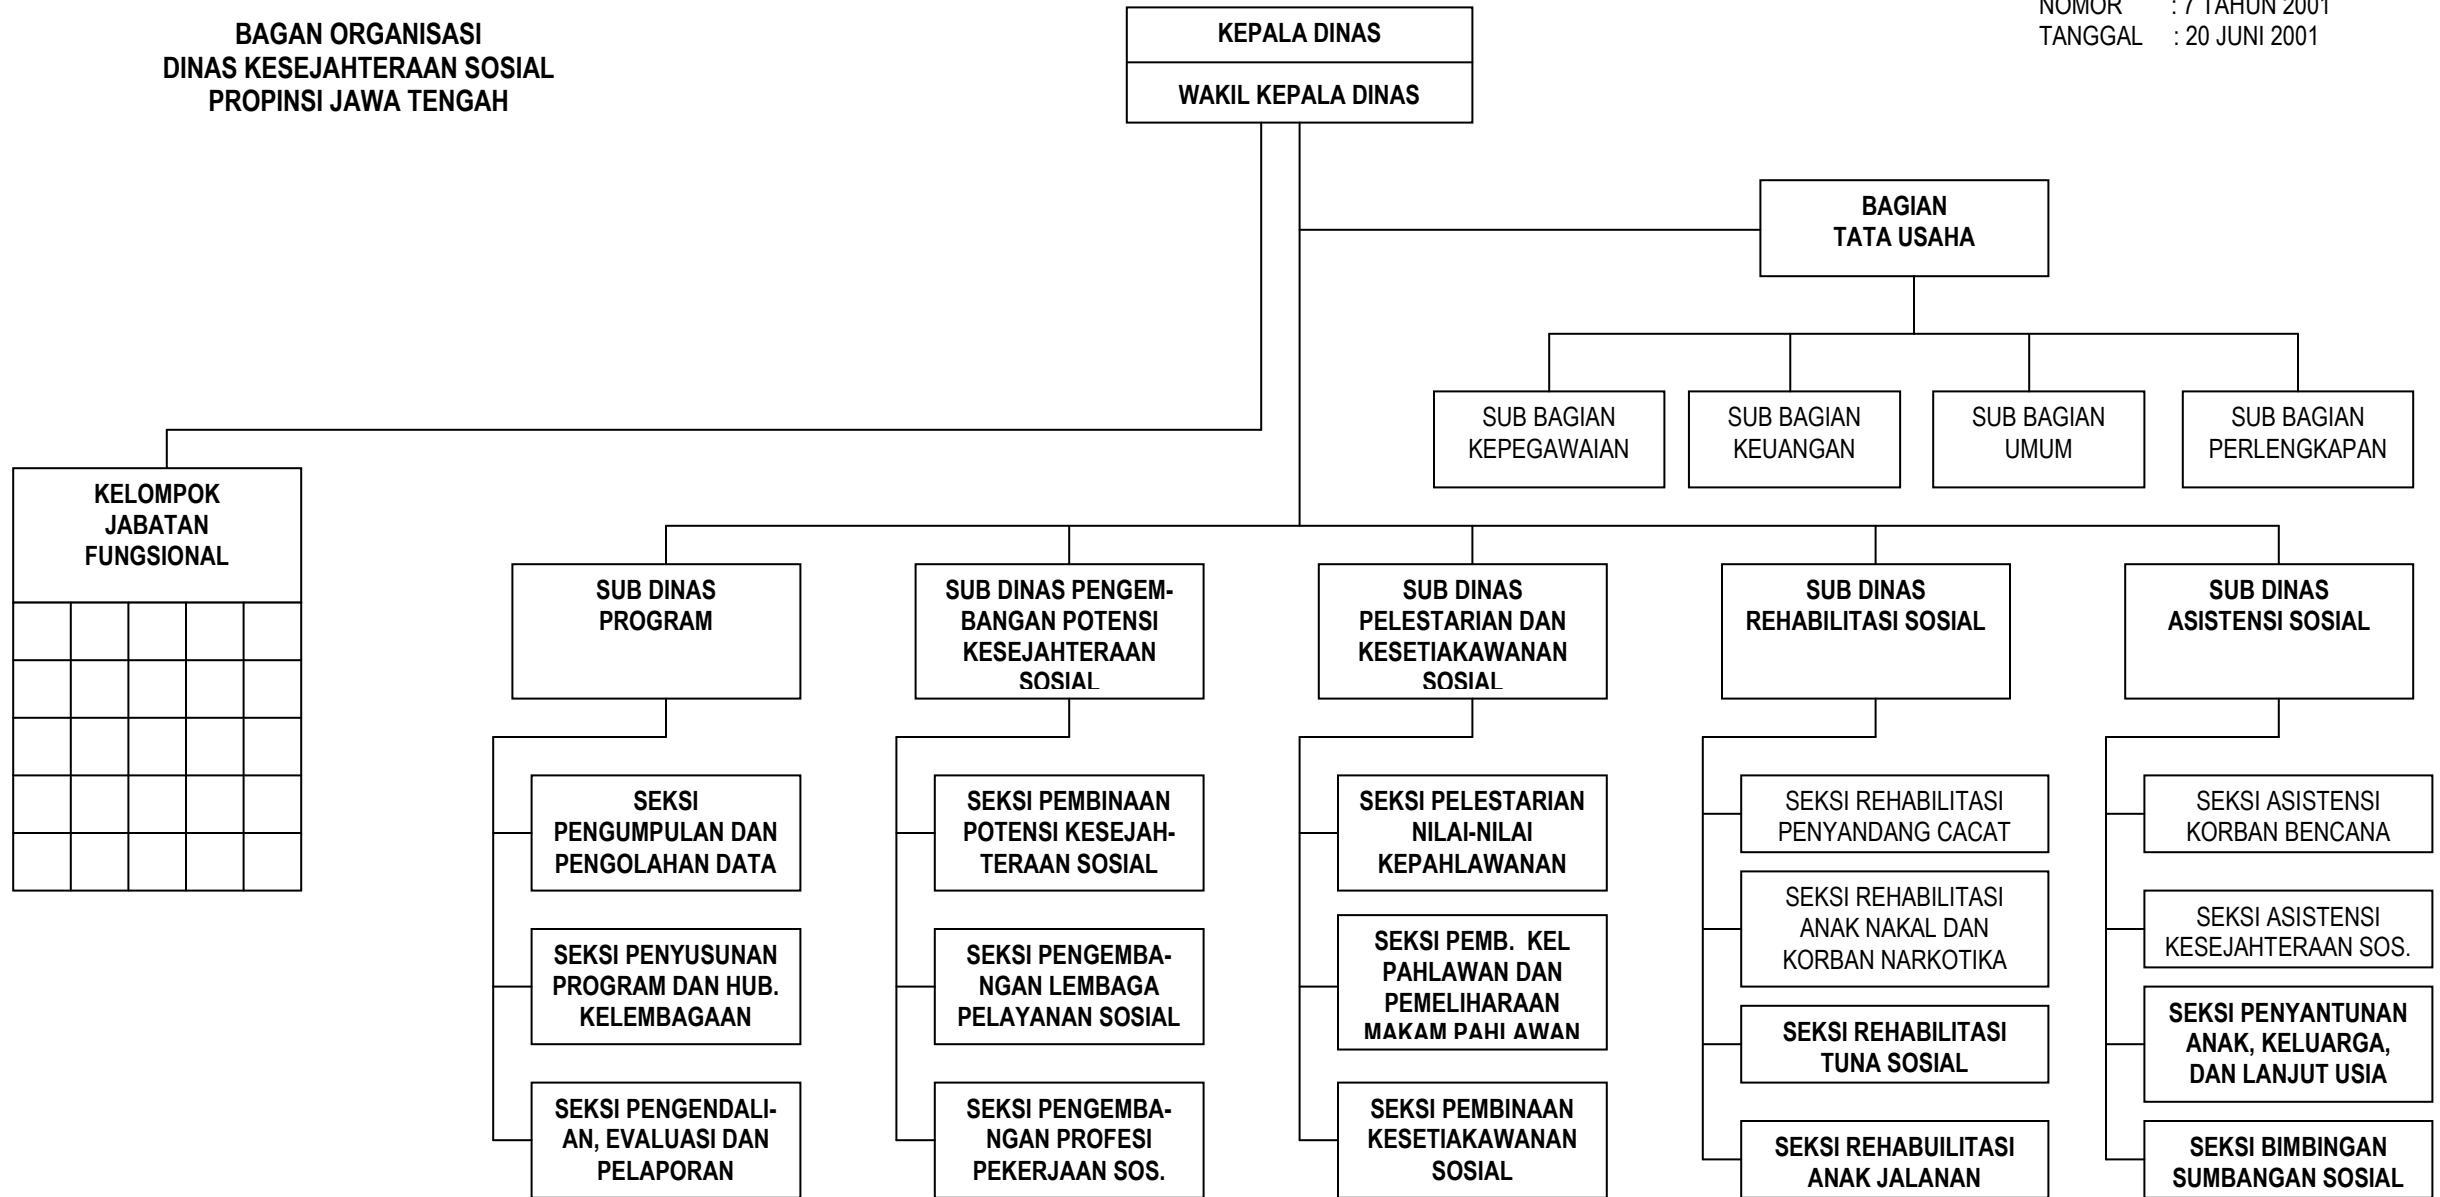 BAGAN ORGANISASI
DINAS KESEJAHTERAAN SOSIAL
PROPINSI JAWA TENGAH
KEPALA DINAS
WAKIL KEPALA DINAS
NOMOR : 7 TAHUN 2001
TANGGAL : 20 JUNI 2001
BAGIAN
TATA USAHA
SUB BAGIAN
KEPEGAWAIAN
SUB BAGIAN
KEUANGAN
SUB BAGIAN
UMUM
SUB BAGIAN
PERLENGKAPAN
KELOMPOK
JABATAN
FUNGSIONAL
SUB DINAS
PROGRAM
SUB DINAS PENGEM-
BANGAN POTENSI
KESEJAHTERAAN
SOSIAL
SUB DINAS
PELESTARIAN DAN
KESETIAKAWANAN
SOSIAL
SUB DINAS
REHABILITASI SOSIAL
SUB DINAS
ASISTENSI SOSIAL
SEKSI
PENGUMPULAN DAN
PENGOLAHAN DATA
SEKSI PENYUSUNAN
PROGRAM DAN HUB.
KELEMBAGAAN
SEKSI PENGENDALI-
AN, EVALUASI DAN
PELAPORAN
SEKSI PEMBINAAN
POTENSI KESEJAH-
TERAAN SOSIAL
SEKSI PENGEMBA-
NGAN LEMBAGA
PELAYANAN SOSIAL
SEKSI PENGEMBA-
NGAN PROFESI
PEKERJAAN SOS.
SEKSI PELESTARIAN
NILAI-NILAI
KEPAHLAWANAN
SEKSI PEMB. KEL
PAHLAWAN DAN
PEMELIHARAAN
MAKAM PAHLAWAN
SEKSI PEMBINAAN
KESETIAKAWANAN
SOSIAL
SEKSI REHABILITASI
PENYANDANG CACAT
SEKSI REHABILITASI
ANAK NAKAL DAN
KORBAN NARKOTIKA
SEKSI REHABILITASI
TUNA SOSIAL
SEKSI REHABUILITASI
ANAK JALANAN
SEKSI ASISTENSI
KORBAN BENCANA
SEKSI ASISTENSI
KESEJAHTERAAN SOS.
SEKSI PENYANTUNAN
ANAK, KELUARGA,
DAN LANJUT USIA
SEKSI BIMBINGAN
SUMBANGAN SOSIAL